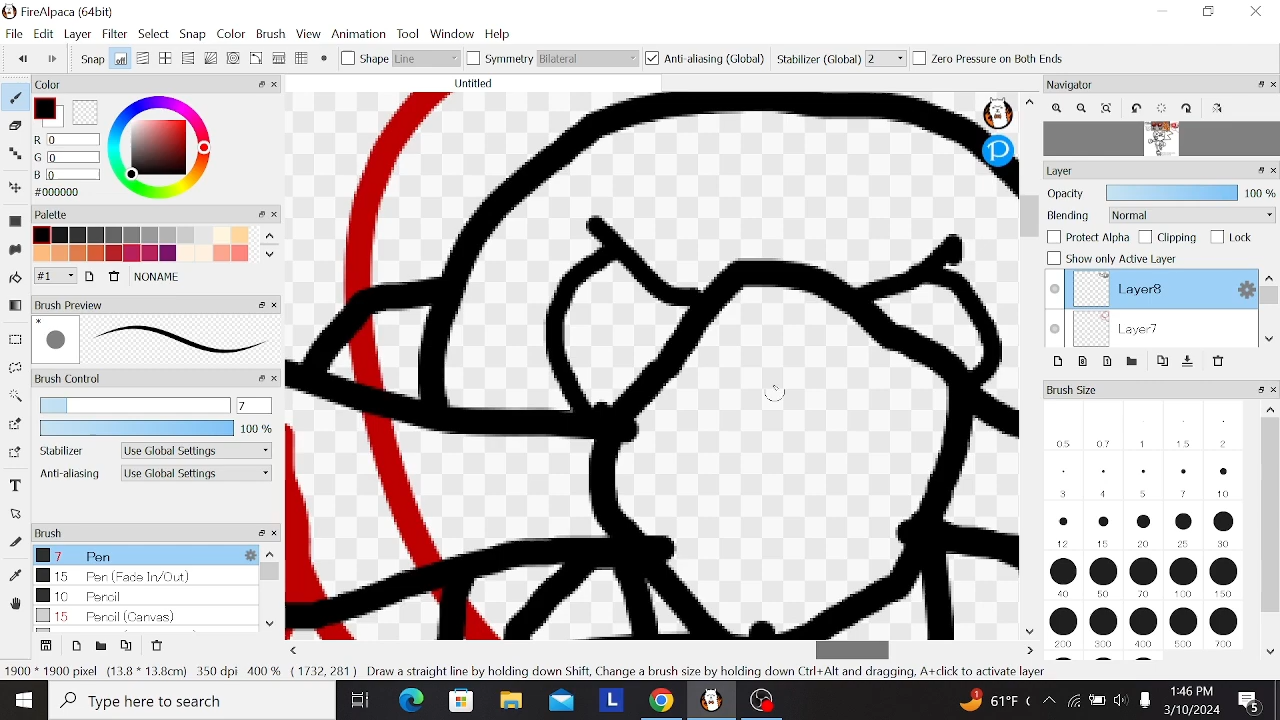 FireAlpaca (64bit)
File Edit Layer Filter Select Snap Color Brush View Animation Tool Window Help
Snap Shape Line Symmetry Bilateral Anti-aliasing (Global) Stabilizer (Global) 2 Zero Pressure on Both Ends
Color
Untitled
Navigator
R 0
G 0
B 0
#000000
Layer
Opacity 100 %
Blending Normal
Protect Alpha Clipping Lock
Show only Active Layer
Layer8
Layer7
Palette
#1 NONAME
Brush Preview
*
Brush Control
7
100 %
Stabilizer Use Global Settings
Anti-aliasing Use Global Settings
Brush
7 Pen
15 Pen (Fade In/Out)
10 Pencil
15 Pencil (Canvas)
Brush Size
0.5 0.7 1 1.5 2
3 4 5 7 10
12 15 20 25 30
40 50 70 100 150
200 300 400 500 700
P
1900 * 1900 pixel (13.8 * 13.8cm) 350 dpi 400 % ( 1732, 281 ) Draw a straight line by holding down Shift, Change a brush size by holding down Ctrl+Alt and dragging, A+click to activate layer
Type here to search
L
1
61°F
1:46 PM
3/10/2024
5